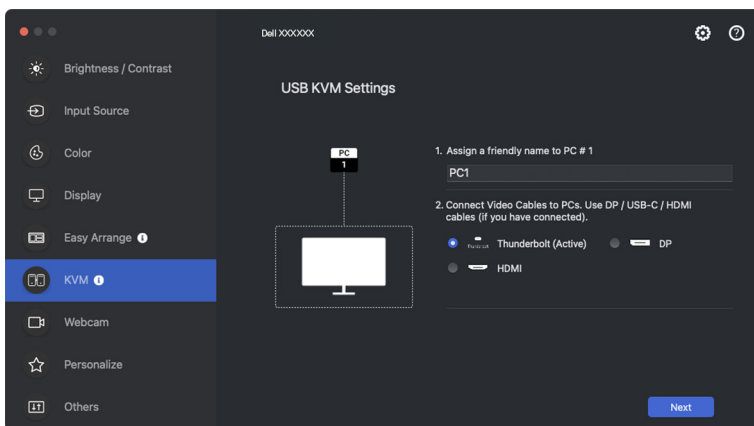 Dell XXXXXX
Brightness / Contrast
Input Source
Color
Display
Easy Arrange
KVM
Webcam
Personalize
Others
USB KVM Settings
PC
1
1. Assign a friendly name to PC # 1
PC1
2. Connect Video Cables to PCs. Use DP / USB-C / HDMI
cables (if you have connected).
Thunderbolt (Active)
DP
HDMI
Next